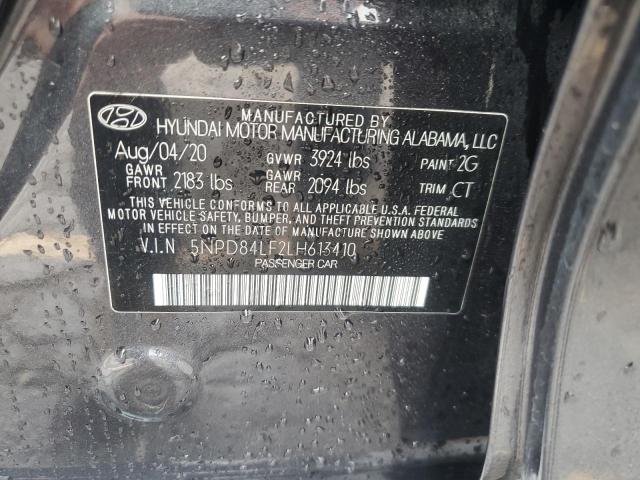 MANUFACTURED BY
HYUNDAI MOTOR MANUFACTURING ALABAMA, LLC
Aug/04/20 GVWR 3924 lbs PAINT 2G
GAWR FRONT 2183 lbs GAWR REAR 2094 lbs TRIM CT
THIS VEHICLE CONFORMS TO ALL APPLICABLE U.S.A. FEDERAL
MOTOR VEHICLE SAFETY, BUMPER, AND THEFT PREVENTION STANDARDS
IN EFFECT ON THE DATE OF MANUFACTURE SHOWN ABOVE.
V.I.N 5NPD84LF2LH613410
PASSENGER CAR